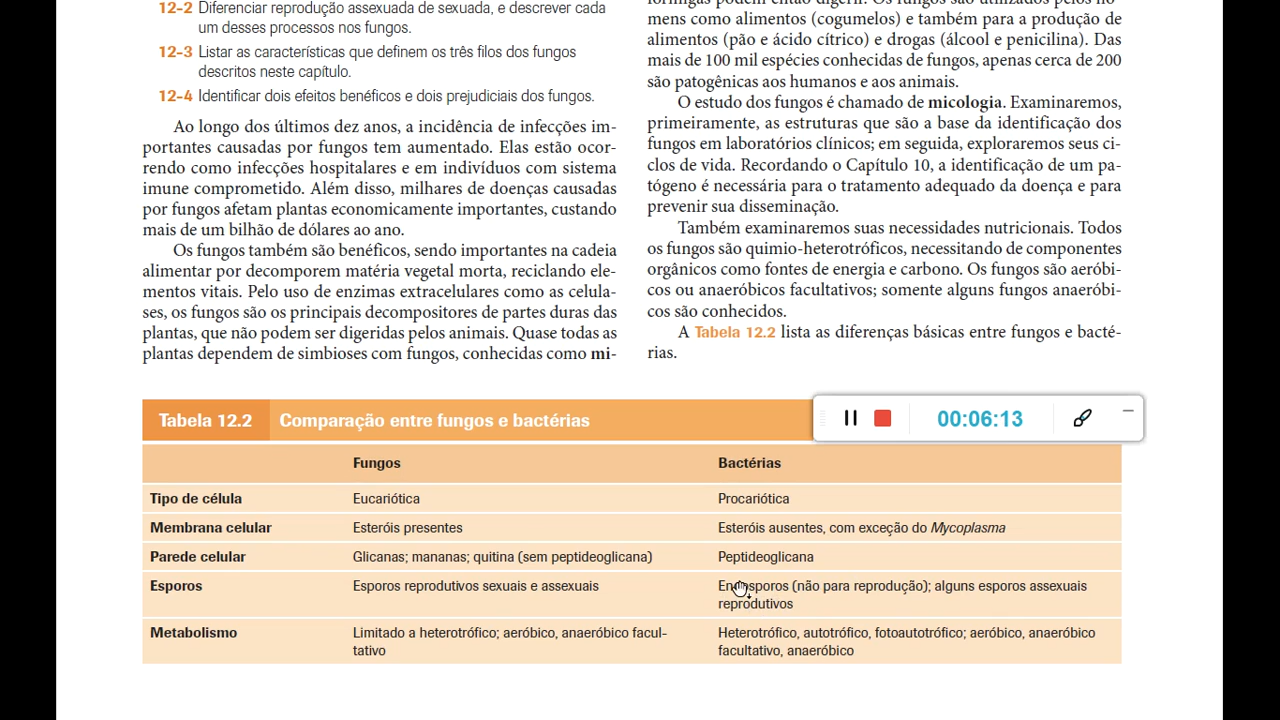 12-2 Diferenciar reprodução assexuada de sexuada, e descrever cada
um desses processos nos fungos.
12-3 Listar as características que definem os três filos dos fungos
descritos neste capítulo.
12-4 Identificar dois efeitos benéficos e dois prejudiciais dos fungos.
Ao longo dos últimos dez anos, a incidência de infecções im-
portantes causadas por fungos tem aumentado. Elas estão ocor-
rendo como infecções hospitalares e em indivíduos com sistema
imune comprometido. Além disso, milhares de doenças causadas
por fungos afetam plantas economicamente importantes, custando
mais de um bilhão de dólares ao ano.
Os fungos também são benéficos, sendo importantes na cadeia
alimentar por decomporem matéria vegetal morta, reciclando ele-
mentos vitais. Pelo uso de enzimas extracelulares como as celula-
ses, os fungos são os principais decompositores de partes duras das
plantas, que não podem ser digeridas pelos animais. Quase todas as
plantas dependem de simbioses com fungos, conhecidas como mi-
formigas podem então digerir. Os fungos são utilizados pelos ho-
mens como alimentos (cogumelos) e também para a produção de
alimentos (pão e ácido cítrico) e drogas (álcool e penicilina). Das
mais de 100 mil espécies conhecidas de fungos, apenas cerca de 200
são patogênicas aos humanos e aos animais.
O estudo dos fungos é chamado de micologia. Examinaremos,
primeiramente, as estruturas que são a base da identificação dos
fungos em laboratórios clínicos; em seguida, exploraremos seus ci-
clos de vida. Recordando o Capítulo 10, a identificação de um pa-
tógeno é necessária para o tratamento adequado da doença e para
prevenir sua disseminação.
Também examinaremos suas necessidades nutricionais. Todos
os fungos são quimio-heterotróficos, necessitando de componentes
orgânicos como fontes de energia e carbono. Os fungos são aeróbi-
cos ou anaeróbicos facultativos; somente alguns fungos anaeróbi-
cos são conhecidos.
A Tabela 12.2 lista as diferenças básicas entre fungos e bacté-
rias.
Tabela 12.2 Comparação entre fungos e bactérias
00:06:13
Fungos Bactérias
Tipo de célula Eucariótica Procariótica
Membrana celular Esteróis presentes Esteróis ausentes, com exceção do Mycoplasma
Parede celular Glicanas; mananas; quitina (sem peptideoglicana) Peptideoglicana
Esporos Esporos reprodutivos sexuais e assexuais Endosporos (não para reprodução); alguns esporos assexuais
reprodutivos
Metabolismo Limitado a heterotrófico; aeróbico, anaeróbico facul- Heterotrófico, autotrófico, fotoautotrófico; aeróbico, anaeróbico
tativo facultativo, anaeróbico